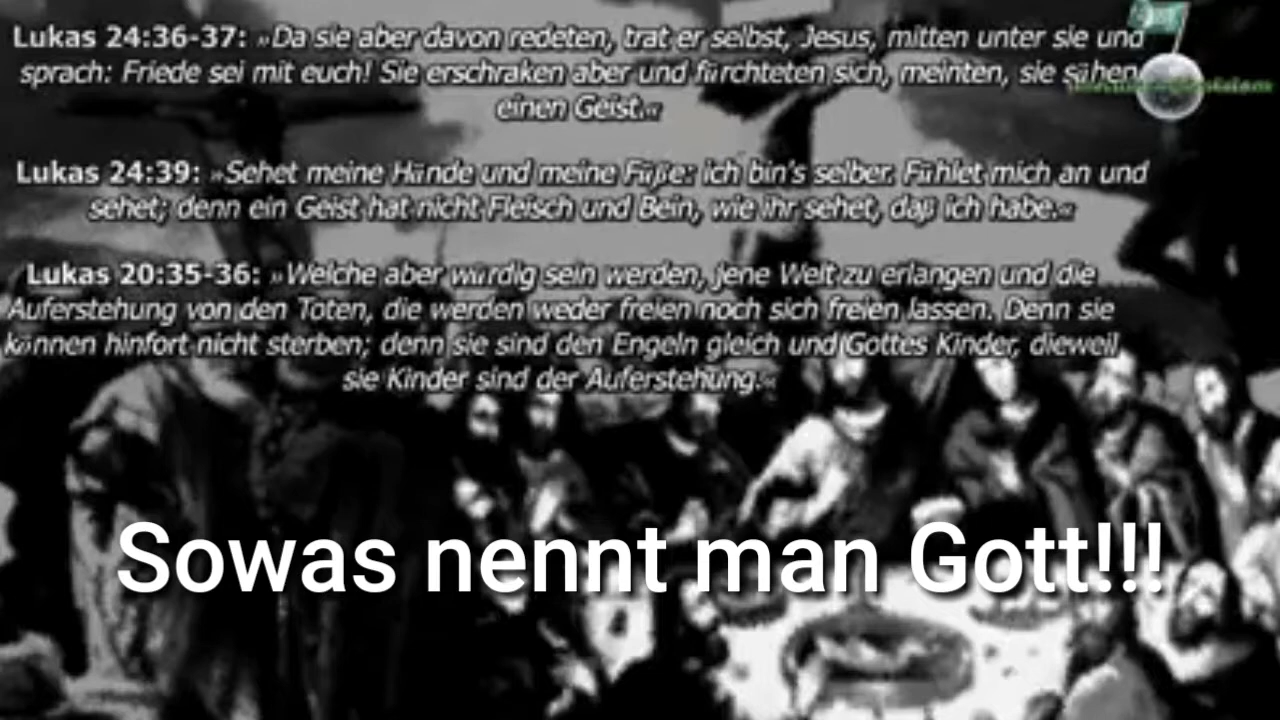 Lukas 24:36-37: »Da sie aber davon redeten, trat er selbst, Jesus, mitten unter sie und
sprach: Friede sei mit euch! Sie erschraken aber und fürchteten sich, meinten, sie sähen
einen Geist.«
Lukas 24:39: »Sehet meine Hände und meine Füße: ich bin's selber. Fühlet mich an und
sehet; denn ein Geist hat nicht Fleisch und Bein, wie ihr sehet, daß ich habe.«
Lukas 20:35-36: »Welche aber würdig sein werden, jene Welt zu erlangen und die
Auferstehung von den Toten, die werden weder freien noch sich freien lassen. Denn sie
können hinfort nicht sterben; denn sie sind den Engeln gleich und Gottes Kinder, dieweil
sie Kinder sind der Auferstehung.«
Sowas nennt man Gott!!!